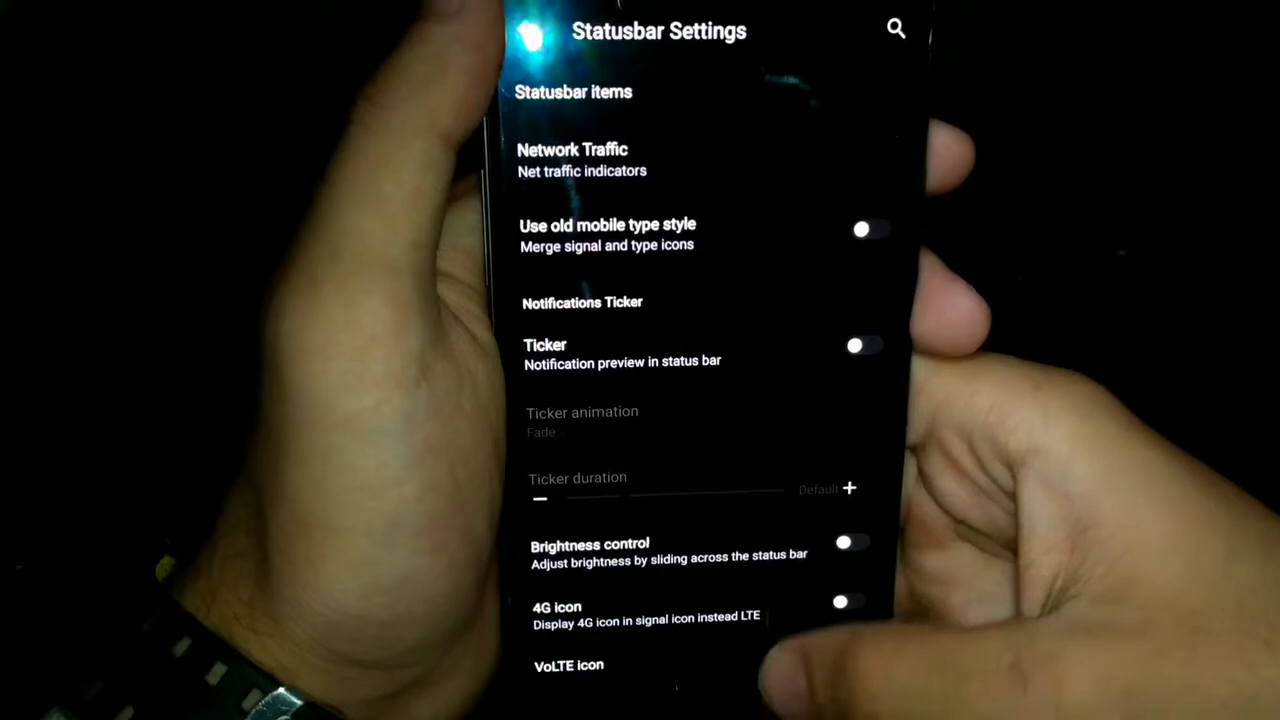 Statusbar Settings
Statusbar items
Network Traffic
Net traffic indicators
Use old mobile type style
Merge signal and type icons
Notifications Ticker
Ticker
Notification preview in status bar
Ticker animation
Fade
Ticker duration
Default
Brightness control
Adjust brightness by sliding across the status bar
4G icon
Display 4G icon in signal icon instead LTE
VoLTE icon